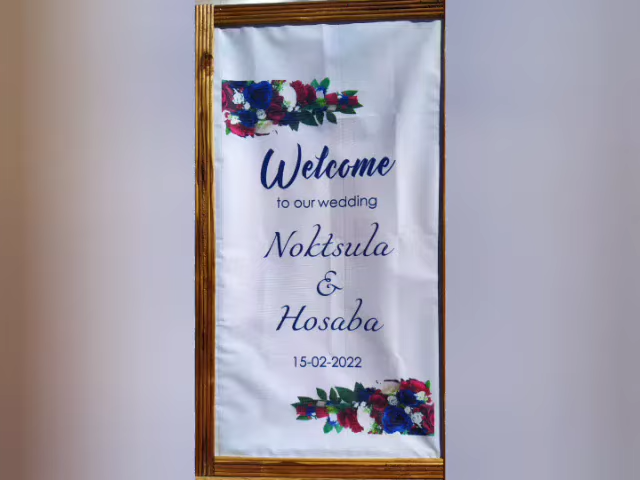 Welcome
to our wedding
Noktsula
&
Hosaba
15-02-2022